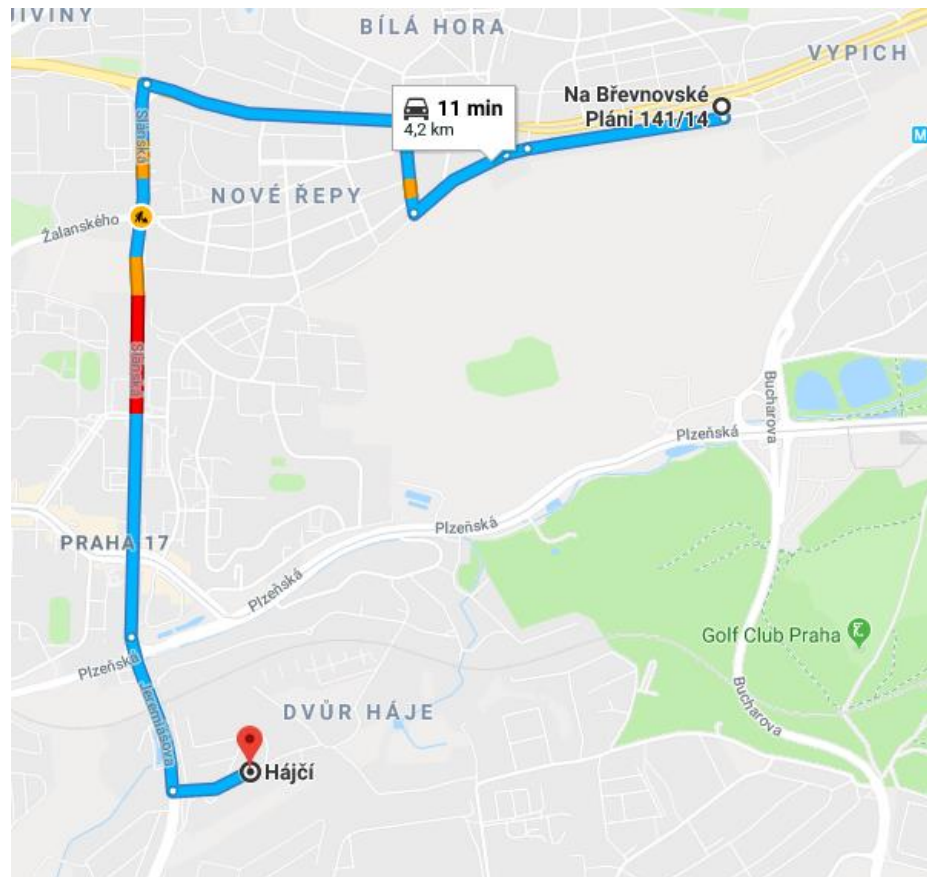 JIVINY
BÍLÁ HORA
VYPICH
11 min
4,2 km
Na Břevnovské
Pláni 141/14
M
Slánská
NOVÉ ŘEPY
Žalanského
Slánská
Bucharova
Plzeňská
Plzeňská
PRAHA 17
Plzeňská
Golf Club Praha
Plzeňská
Jeremiášova
DVŮR HÁJE
Bucharova
Hájčí